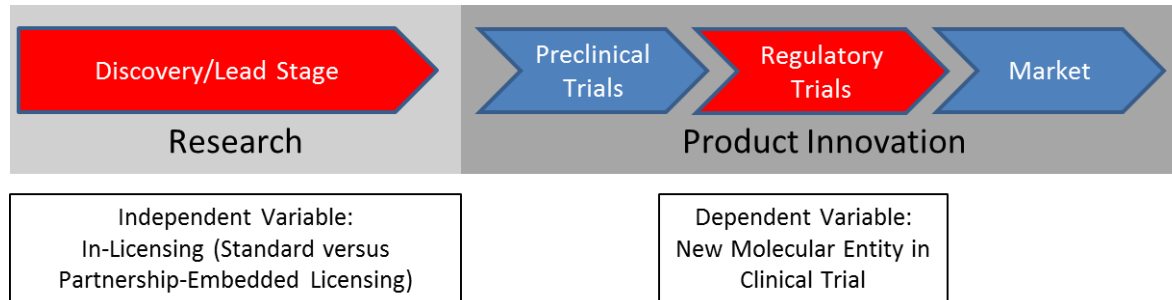 Discovery/Lead Stage
Preclinical
Trials
Regulatory
Trials
Market
Research
Product Innovation
Independent Variable:
In-Licensing (Standard versus
Partnership-Embedded Licensing)
Dependent Variable:
New Molecular Entity in
Clinical Trial